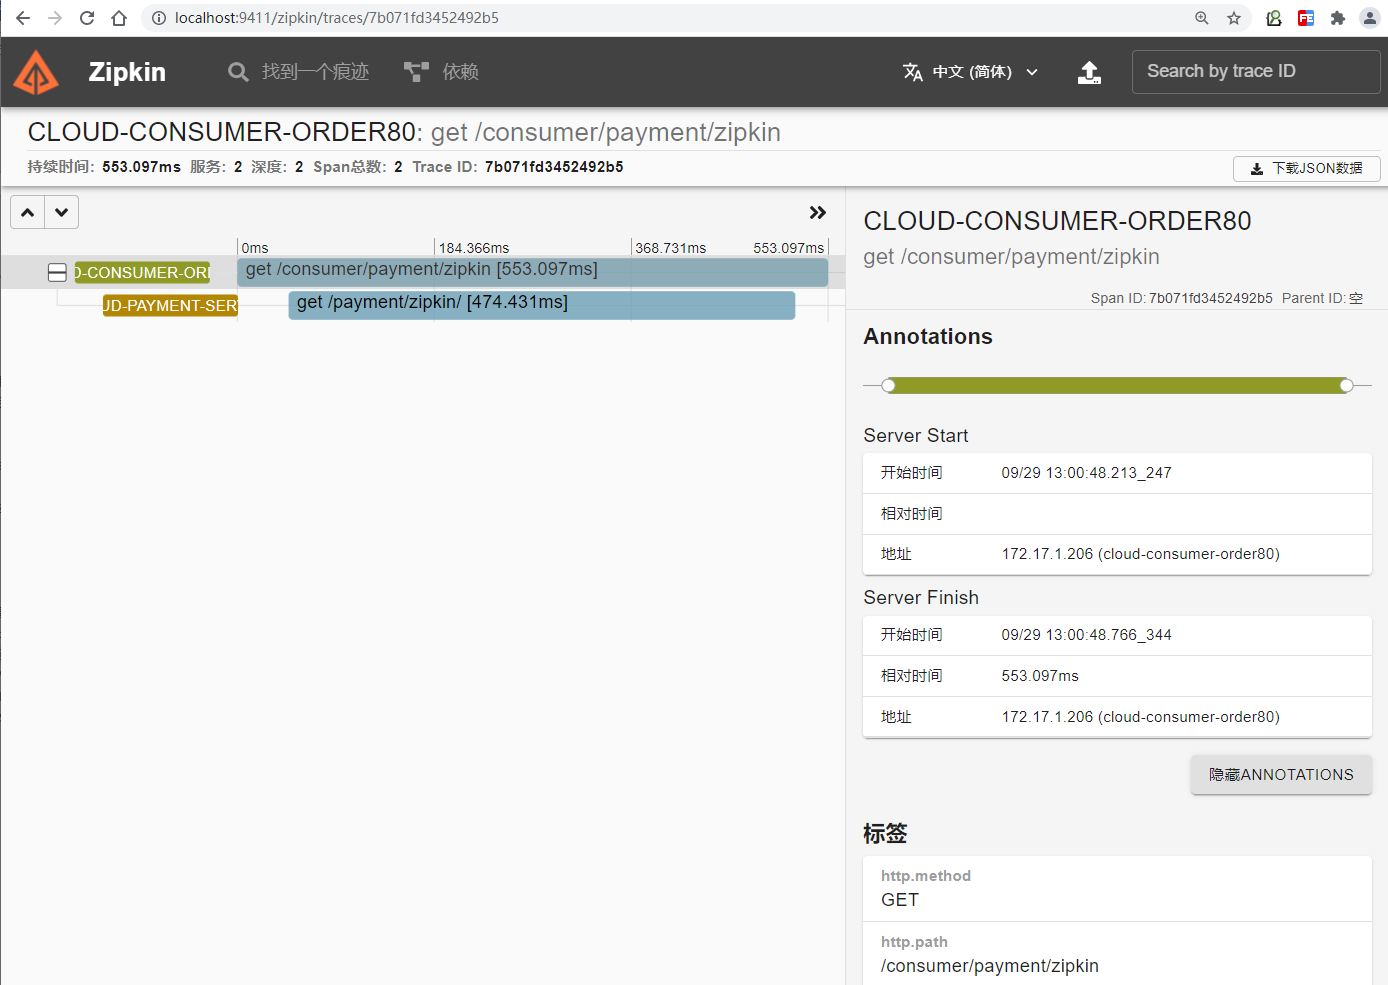 localhost:9411/zipkin/traces/7b071fd3452492b5
Zipkin 找到一个痕迹 依赖 中文 (简体) Search by trace ID
CLOUD-CONSUMER-ORDER80: get /consumer/payment/zipkin
持续时间: 553.097ms 服务: 2 深度: 2 Span总数: 2 Trace ID: 7b071fd3452492b5 下载JSON数据
0ms 184.366ms 368.731ms 553.097ms
D-CONSUMER-ORI get /consumer/payment/zipkin [553.097ms]
UD-PAYMENT-SER get /payment/zipkin/ [474.431ms]
CLOUD-CONSUMER-ORDER80
get /consumer/payment/zipkin
Span ID: 7b071fd3452492b5 Parent ID: 空
Annotations
Server Start
开始时间 09/29 13:00:48.213_247
相对时间
地址 172.17.1.206 (cloud-consumer-order80)
Server Finish
开始时间 09/29 13:00:48.766_344
相对时间 553.097ms
地址 172.17.1.206 (cloud-consumer-order80)
隐藏ANNOTATIONS
标签
http.method
GET
http.path
/consumer/payment/zipkin